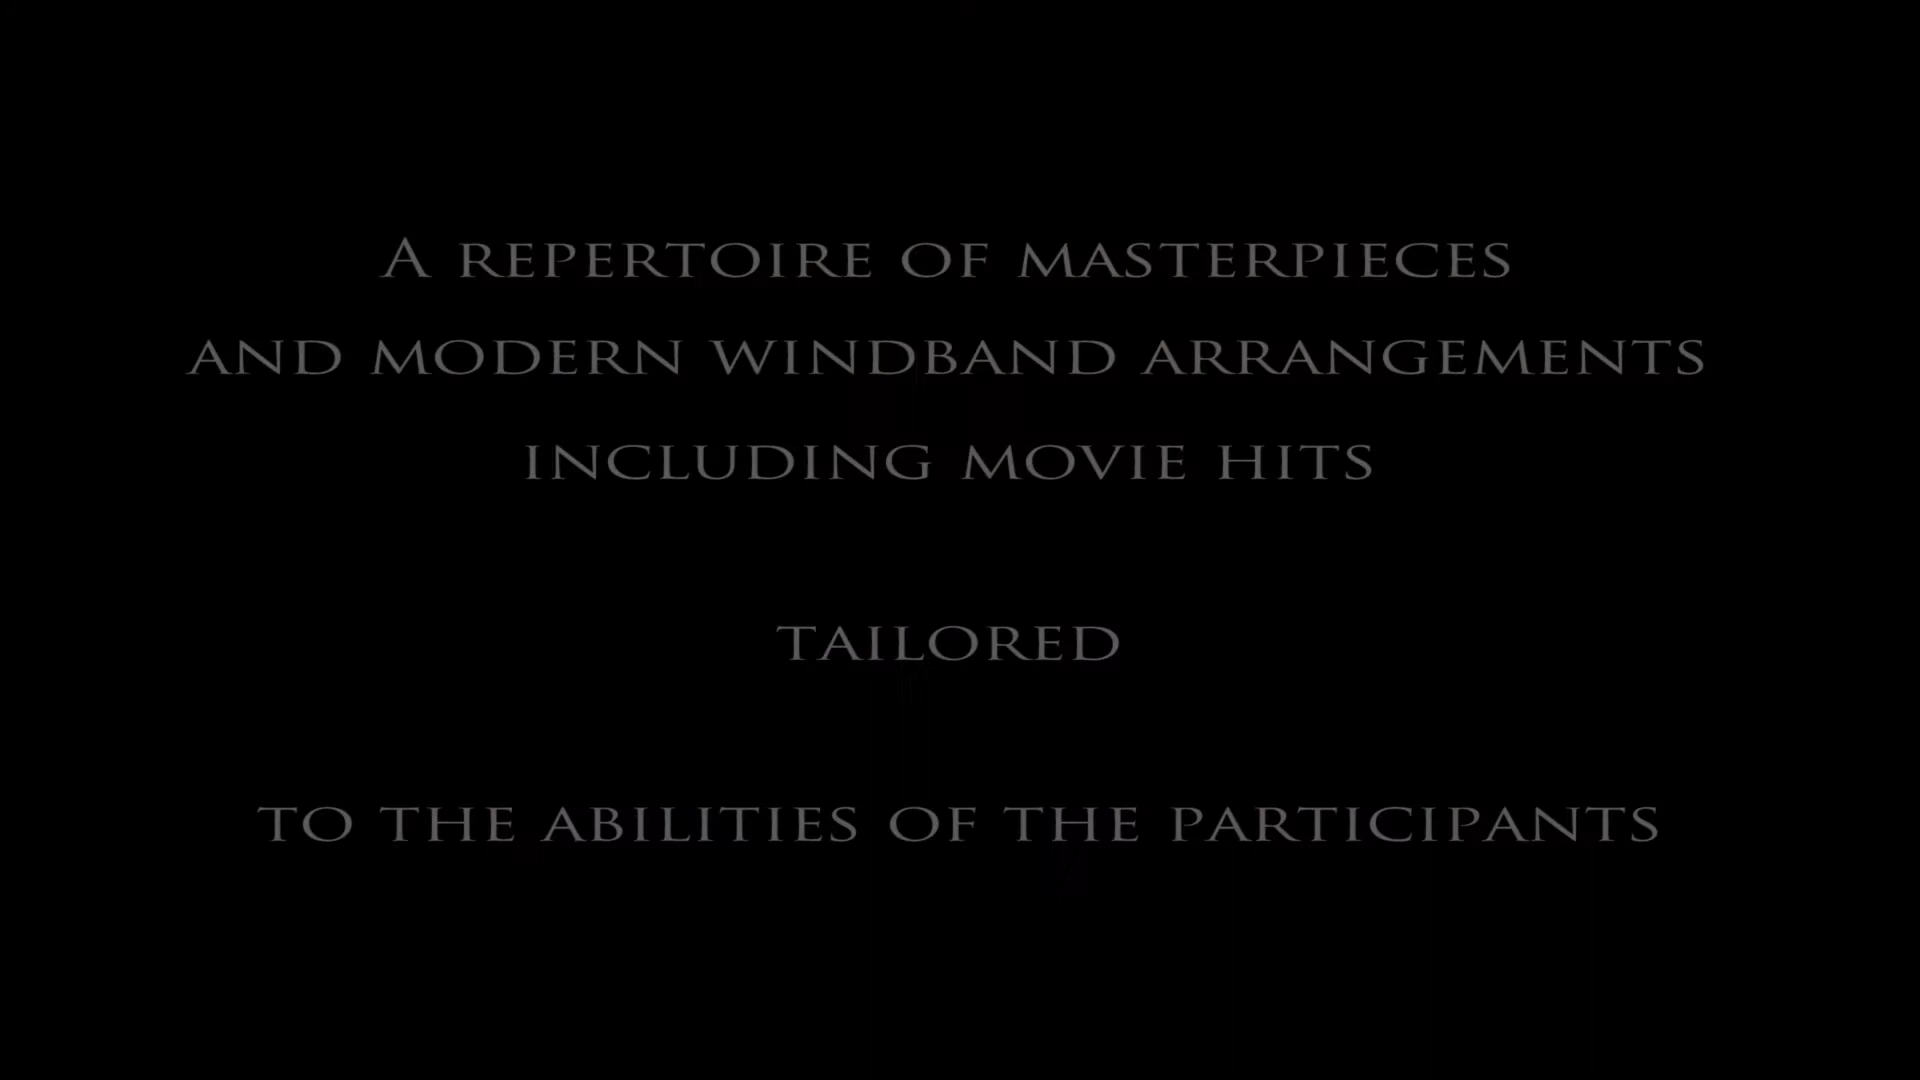 A REPERTOIRE OF MASTERPIECES
AND MODERN WINDBAND ARRANGEMENTS
INCLUDING MOVIE HITS
TAILORED
TO THE ABILITIES OF THE PARTICIPANTS